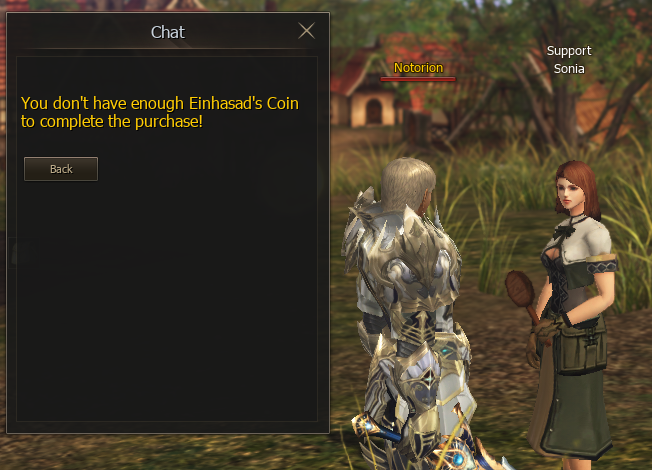 Chat
You don't have enough Einhasad's Coin
to complete the purchase!
Back
Notorion
Support
Sonia